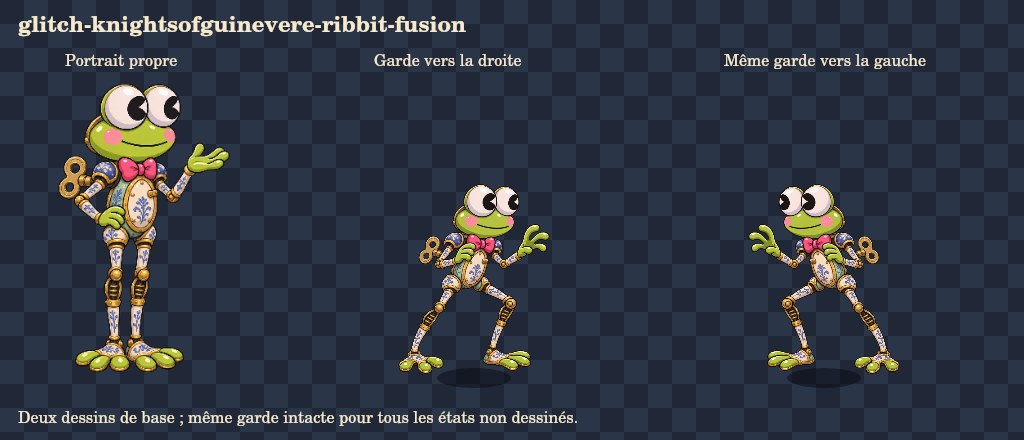 glitch-knightsofguinevere-ribbit-fusion
Portrait propre
Garde vers la droite
Même garde vers la gauche
Deux dessins de base ; même garde intacte pour tous les états non dessinés.